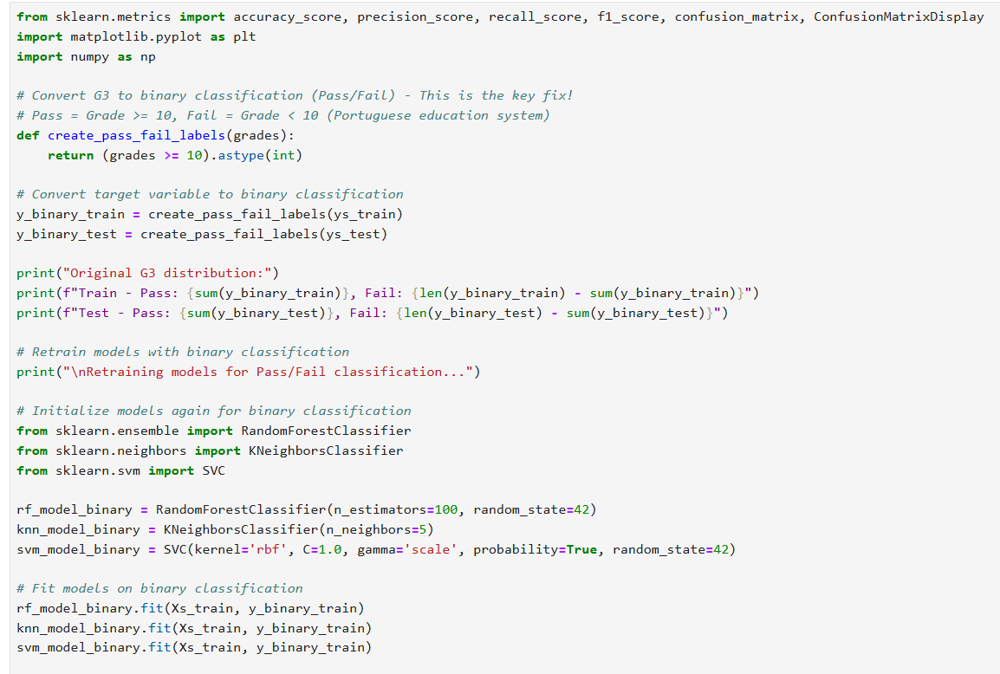 from sklearn.metrics import accuracy_score, precision_score, recall_score, f1_score, confusion_matrix, ConfusionMatrixDisplay
import matplotlib.pyplot as plt
import numpy as np

# Convert G3 to binary classification (Pass/Fail) - This is the key fix!
# Pass = Grade >= 10, Fail = Grade < 10 (Portuguese education system)
def create_pass_fail_labels(grades):
    return (grades >= 10).astype(int)

# Convert target variable to binary classification
y_binary_train = create_pass_fail_labels(ys_train)
y_binary_test = create_pass_fail_labels(ys_test)

print("Original G3 distribution:")
print(f"Train - Pass: {sum(y_binary_train)}, Fail: {len(y_binary_train) - sum(y_binary_train)}")
print(f"Test - Pass: {sum(y_binary_test)}, Fail: {len(y_binary_test) - sum(y_binary_test)}")

# Retrain models with binary classification
print("\nRetraining models for Pass/Fail classification...")

# Initialize models again for binary classification
from sklearn.ensemble import RandomForestClassifier
from sklearn.neighbors import KNeighborsClassifier
from sklearn.svm import SVC

rf_model_binary = RandomForestClassifier(n_estimators=100, random_state=42)
knn_model_binary = KNeighborsClassifier(n_neighbors=5)
svm_model_binary = SVC(kernel='rbf', C=1.0, gamma='scale', probability=True, random_state=42)

# Fit models on binary classification
rf_model_binary.fit(Xs_train, y_binary_train)
knn_model_binary.fit(Xs_train, y_binary_train)
svm_model_binary.fit(Xs_train, y_binary_train)